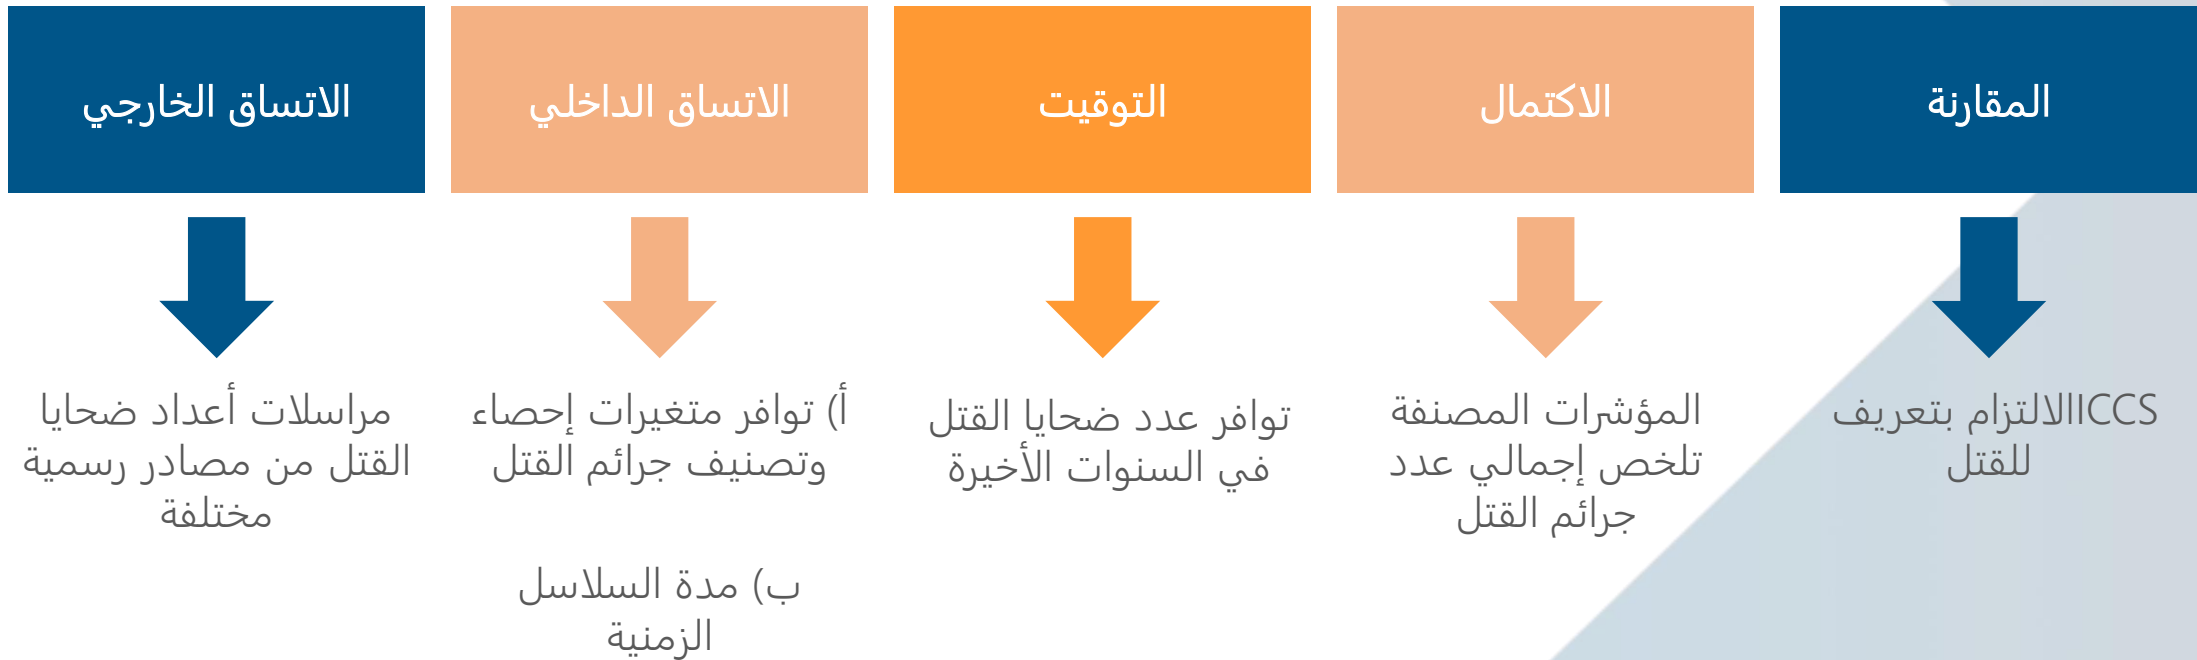 المقارنة
الاكتمال
التوقيت
الاتساق الداخلي
الاتساق الخارجي
ICCSالالتزام بتعريف
للقتل
المؤشرات المصنفة
تلخص إجمالي عدد
جرائم القتل
توافر عدد ضحايا القتل
في السنوات الأخيرة
أ) توافر متغيرات إحصاء
وتصنيف جرائم القتل
ب) مدة السلاسل
الزمنية
مراسلات أعداد ضحايا
القتل من مصادر رسمية
مختلفة